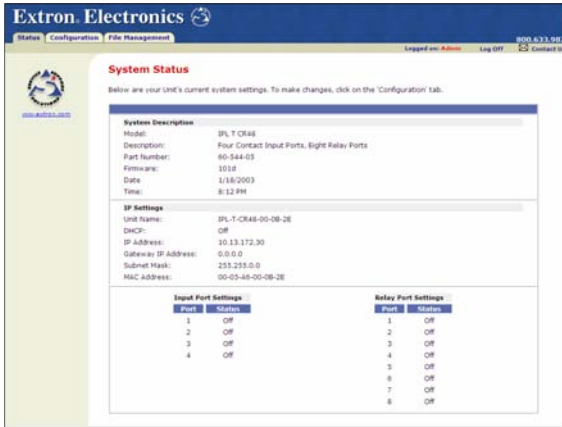 Extron Electronics
Status Configuration File Management
800.633.98
Logged on: Admin Log Off Contact U
System Status
Below are your Unit's current system settings. To make changes, click on the 'Configuration' tab.
www.extron.com
System Description
Model: IPL T CR48
Description: Four Contact Input Ports, Eight Relay Ports
Part Number: 60-544-03
Firmware: 101d
Date 1/16/2003
Time: 8:12 PM
IP Settings
Unit Name: IPL-T-CR48-00-0B-2E
DHCP: Off
IP Address: 10.13.172.30
Gateway IP Address: 0.0.0.0
Subnet Mask: 255.255.0.0
MAC Address: 00-05-A6-00-0B-2E
Input Port Settings Relay Port Settings
Port Status Port Status
1 Off 1 Off
2 Off 2 Off
3 Off 3 Off
4 Off 4 Off
5 Off
6 Off
7 Off
8 Off